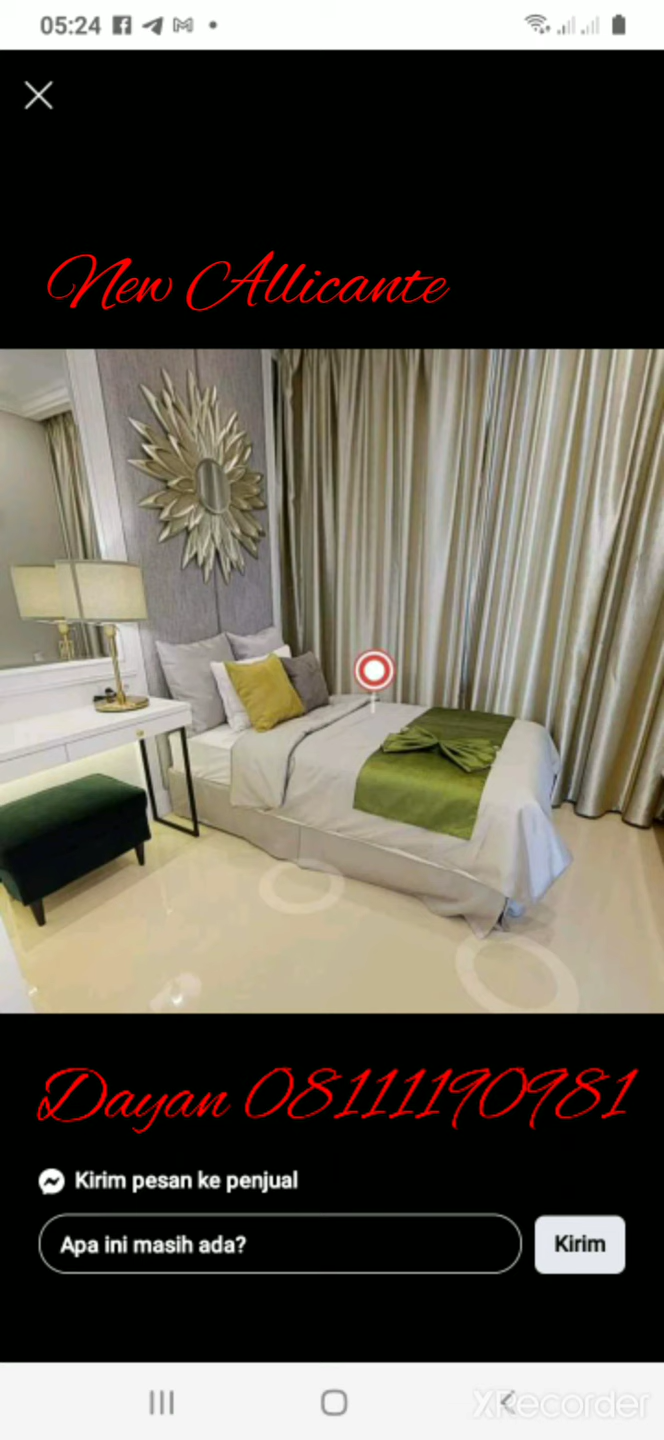 05:24
New Allicante
Dayan 08111190981
Kirim pesan ke penjual
Apa ini masih ada?
Kirim
XRecorder